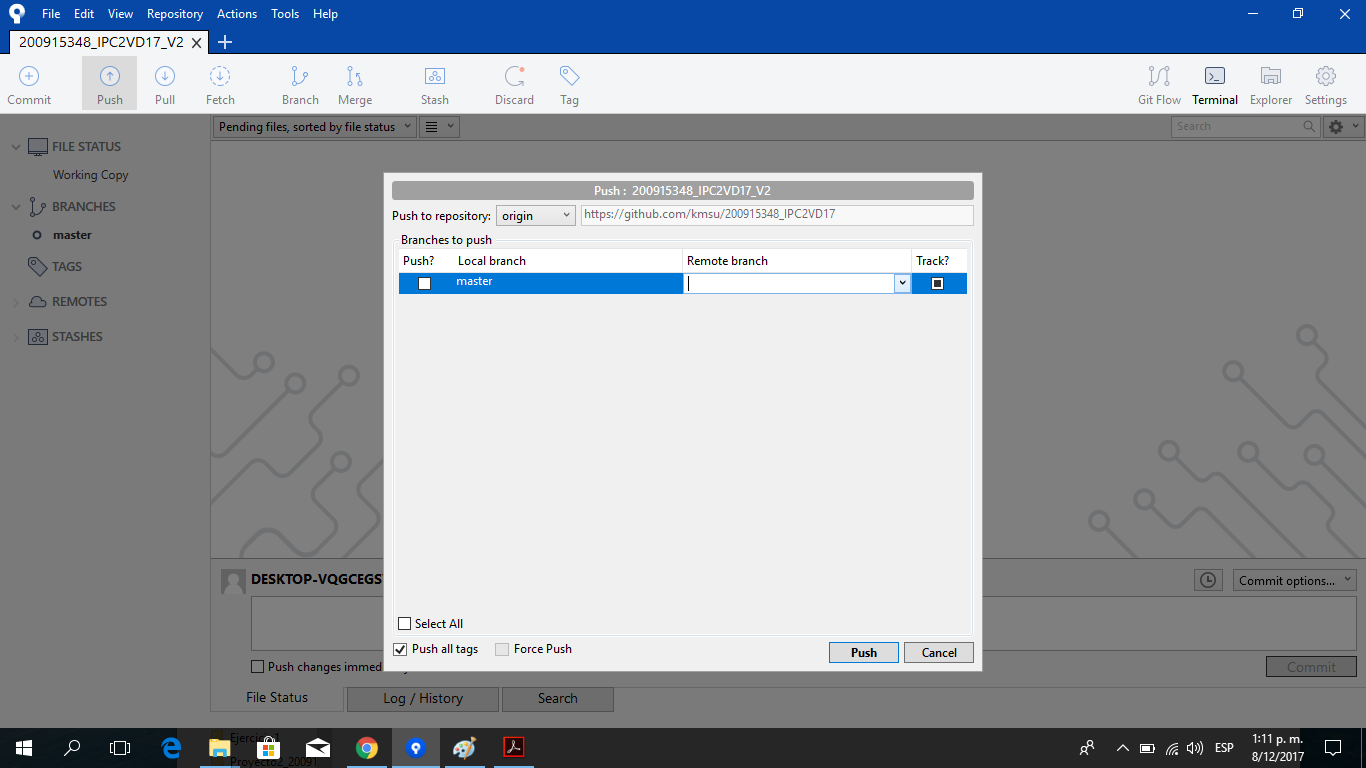 File Edit View Repository Actions Tools Help
200915348_IPC2VD17_V2
Commit Push Pull Fetch Branch Merge Stash Discard Tag Git Flow Terminal Explorer Settings
Pending files, sorted by file status Search
FILE STATUS
Working Copy
BRANCHES
master
TAGS
REMOTES
STASHES
Push : 200915348_IPC2VD17_V2
Push to repository: origin https://github.com/kmsu/200915348_IPC2VD17
Branches to push
Push? Local branch Remote branch Track?
master
Select All
Push all tags Force Push Push Cancel
DESKTOP-VQGCEGS Commit options...
Push changes immed Commit
File Status Log / History Search
Ejercicio1
Proyecto2_20091
ESP
1:11 p. m.
8/12/2017